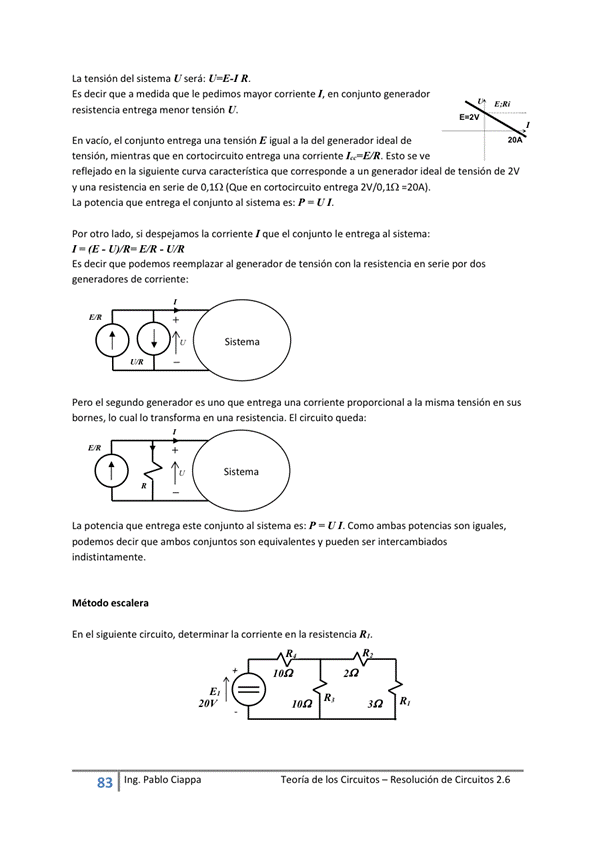 La tensión del sistema U será: U=E-I R.
Es decir que a medida que le pedimos mayor corriente I, en conjunto generador
resistencia entrega menor tensión U.
U E;Ri
E=2V
I
20A
En vacío, el conjunto entrega una tensión E igual a la del generador ideal de
tensión, mientras que en cortocircuito entrega una corriente Icc=E/R. Esto se ve
reflejado en la siguiente curva característica que corresponde a un generador ideal de tensión de 2V
y una resistencia en serie de 0,1Ω (Que en cortocircuito entrega 2V/0,1Ω =20A).
La potencia que entrega el conjunto al sistema es: P = U I.
Por otro lado, si despejamos la corriente I que el conjunto le entrega al sistema:
I = (E - U)/R= E/R - U/R
Es decir que podemos reemplazar al generador de tensión con la resistencia en serie por dos
generadores de corriente:
I
E/R
+
U
Sistema
U/R
–
Pero el segundo generador es uno que entrega una corriente proporcional a la misma tensión en sus
bornes, lo cual lo transforma en una resistencia. El circuito queda:
I
E/R
+
U
Sistema
R
–
La potencia que entrega este conjunto al sistema es: P = U I. Como ambas potencias son iguales,
podemos decir que ambos conjuntos son equivalentes y pueden ser intercambiados
indistintamente.
Método escalera
En el siguiente circuito, determinar la corriente en la resistencia R1.
R4 R2
+ 10Ω 2Ω
E1
20V
10Ω R3 3Ω R1
-
83 Ing. Pablo Ciappa Teoría de los Circuitos – Resolución de Circuitos 2.6